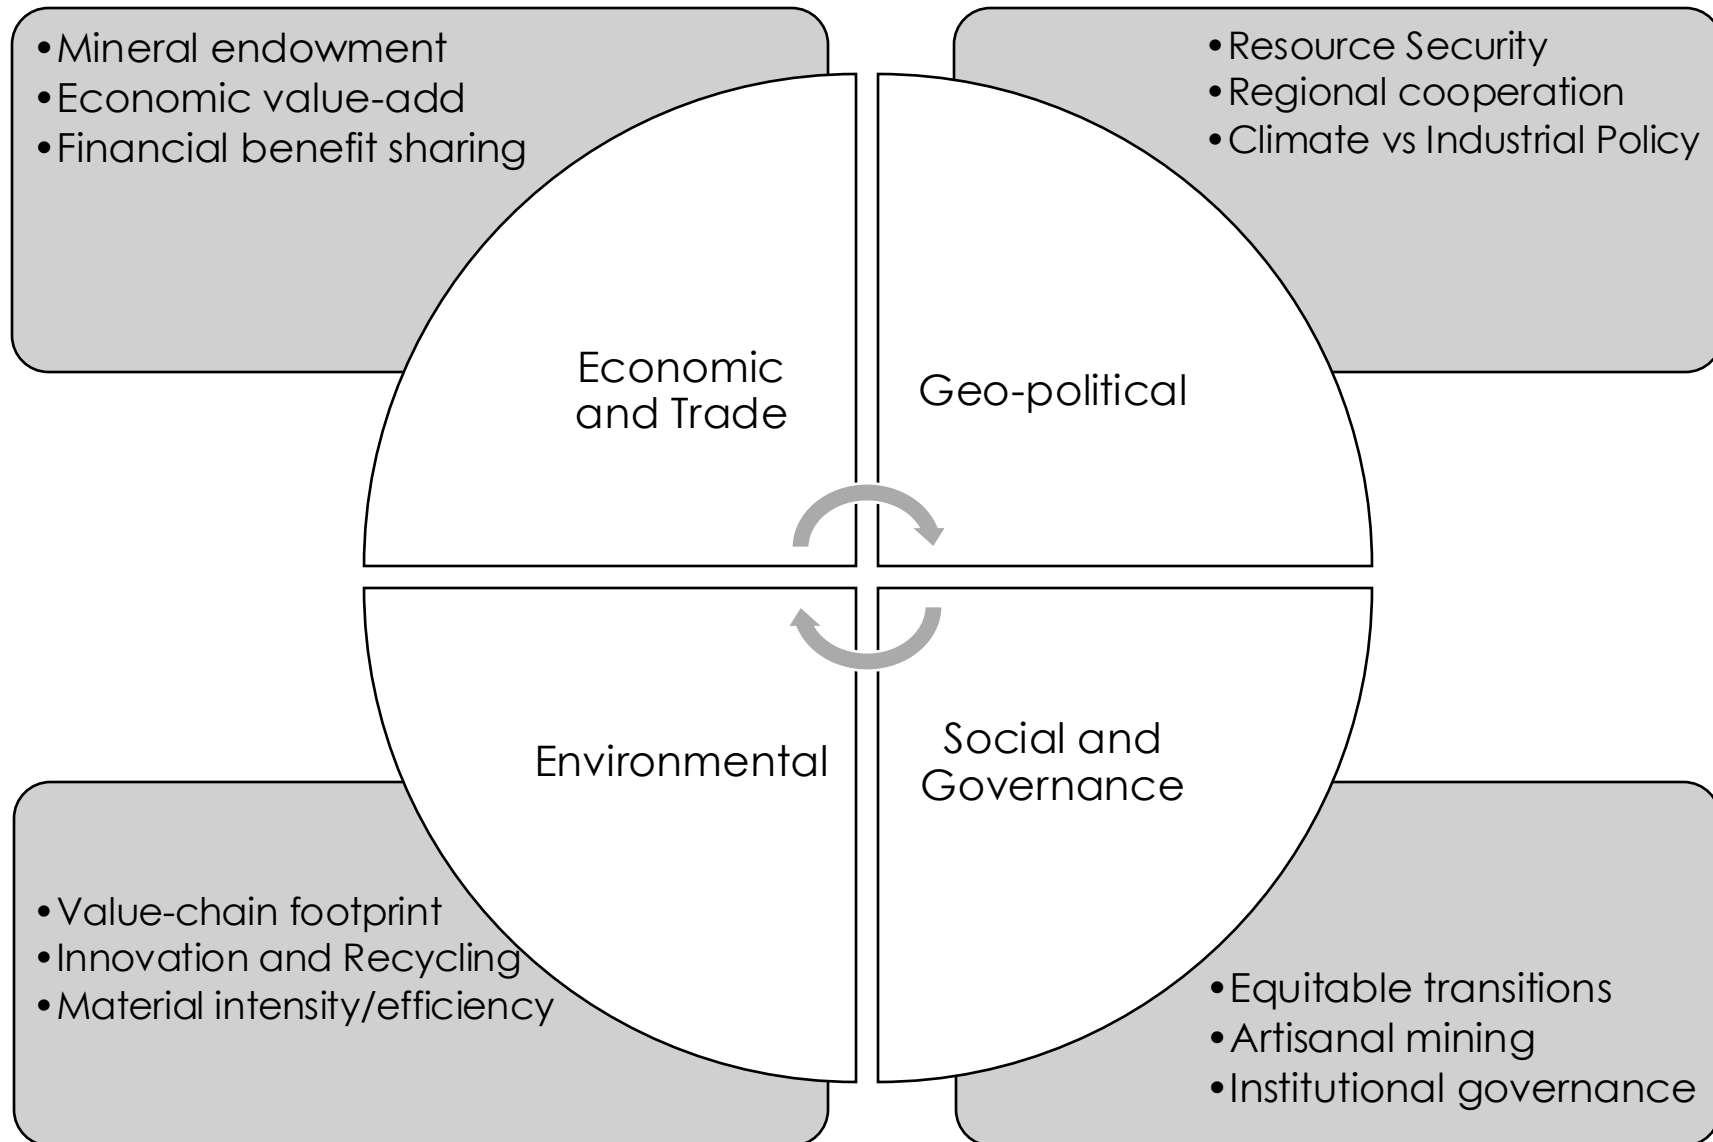 •Mineral endowment
•Economic value-add
•Financial benefit sharing
•Resource Security
•Regional cooperation
•Climate vs Industrial Policy
Economic
and Trade
Geo-political
Environmental
Social and
Governance
•Value-chain footprint
•Innovation and Recycling
•Material intensity/efficiency
•Equitable transitions
•Artisanal mining
•Institutional governance